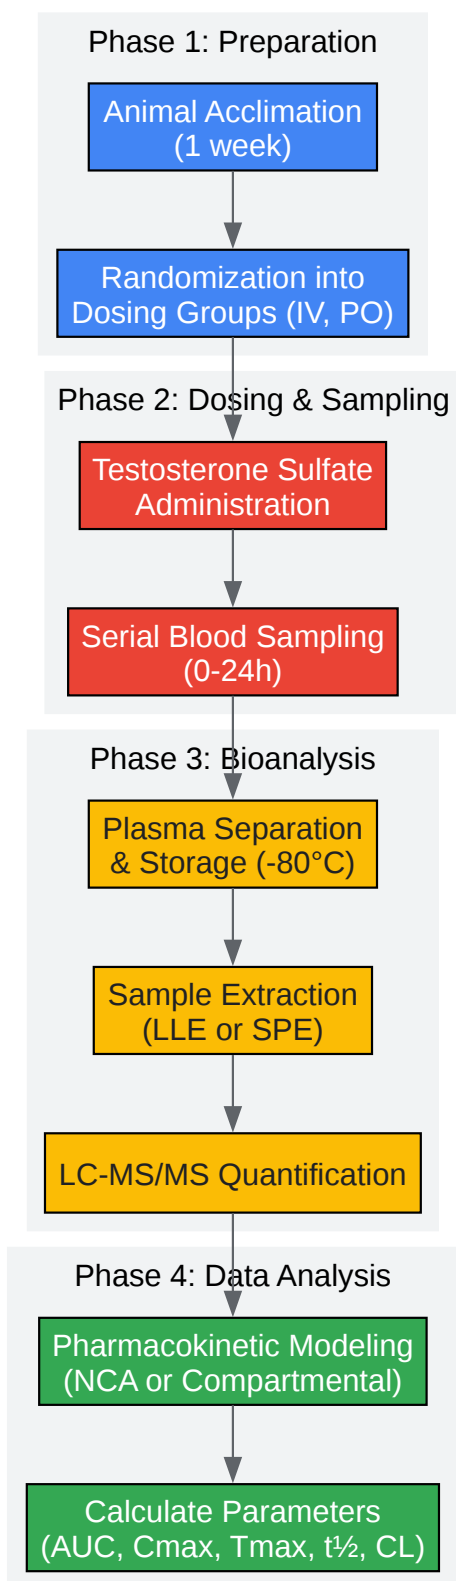 Phase 1: Preparation
Animal Acclimation
(1 week)
Randomization into
Dosing Groups (IV, PO)
Phase 2: Dosing & Sampling
Testosterone Sulfate
Administration
Serial Blood Sampling
(0-24h)
Phase 3: Bioanalysis
Plasma Separation
& Storage (-80°C)
Sample Extraction
(LLE or SPE)
LC-MS/MS Quantification
Phase 4: Data Analysis
Pharmacokinetic Modeling
(NCA or Compartmental)
Calculate Parameters
(AUC, Cmax, Tmax, t½, CL)